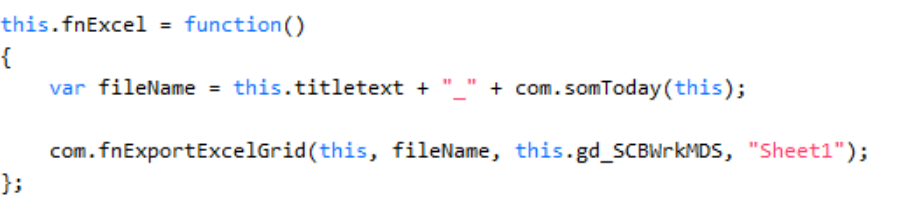 this.fnExcel = function()
{
    var fileName = this.titletext + "_" + com.somToday(this);
    com.fnExportExcelGrid(this, fileName, this.gd_SCBWrkMDS, "Sheet1");
};